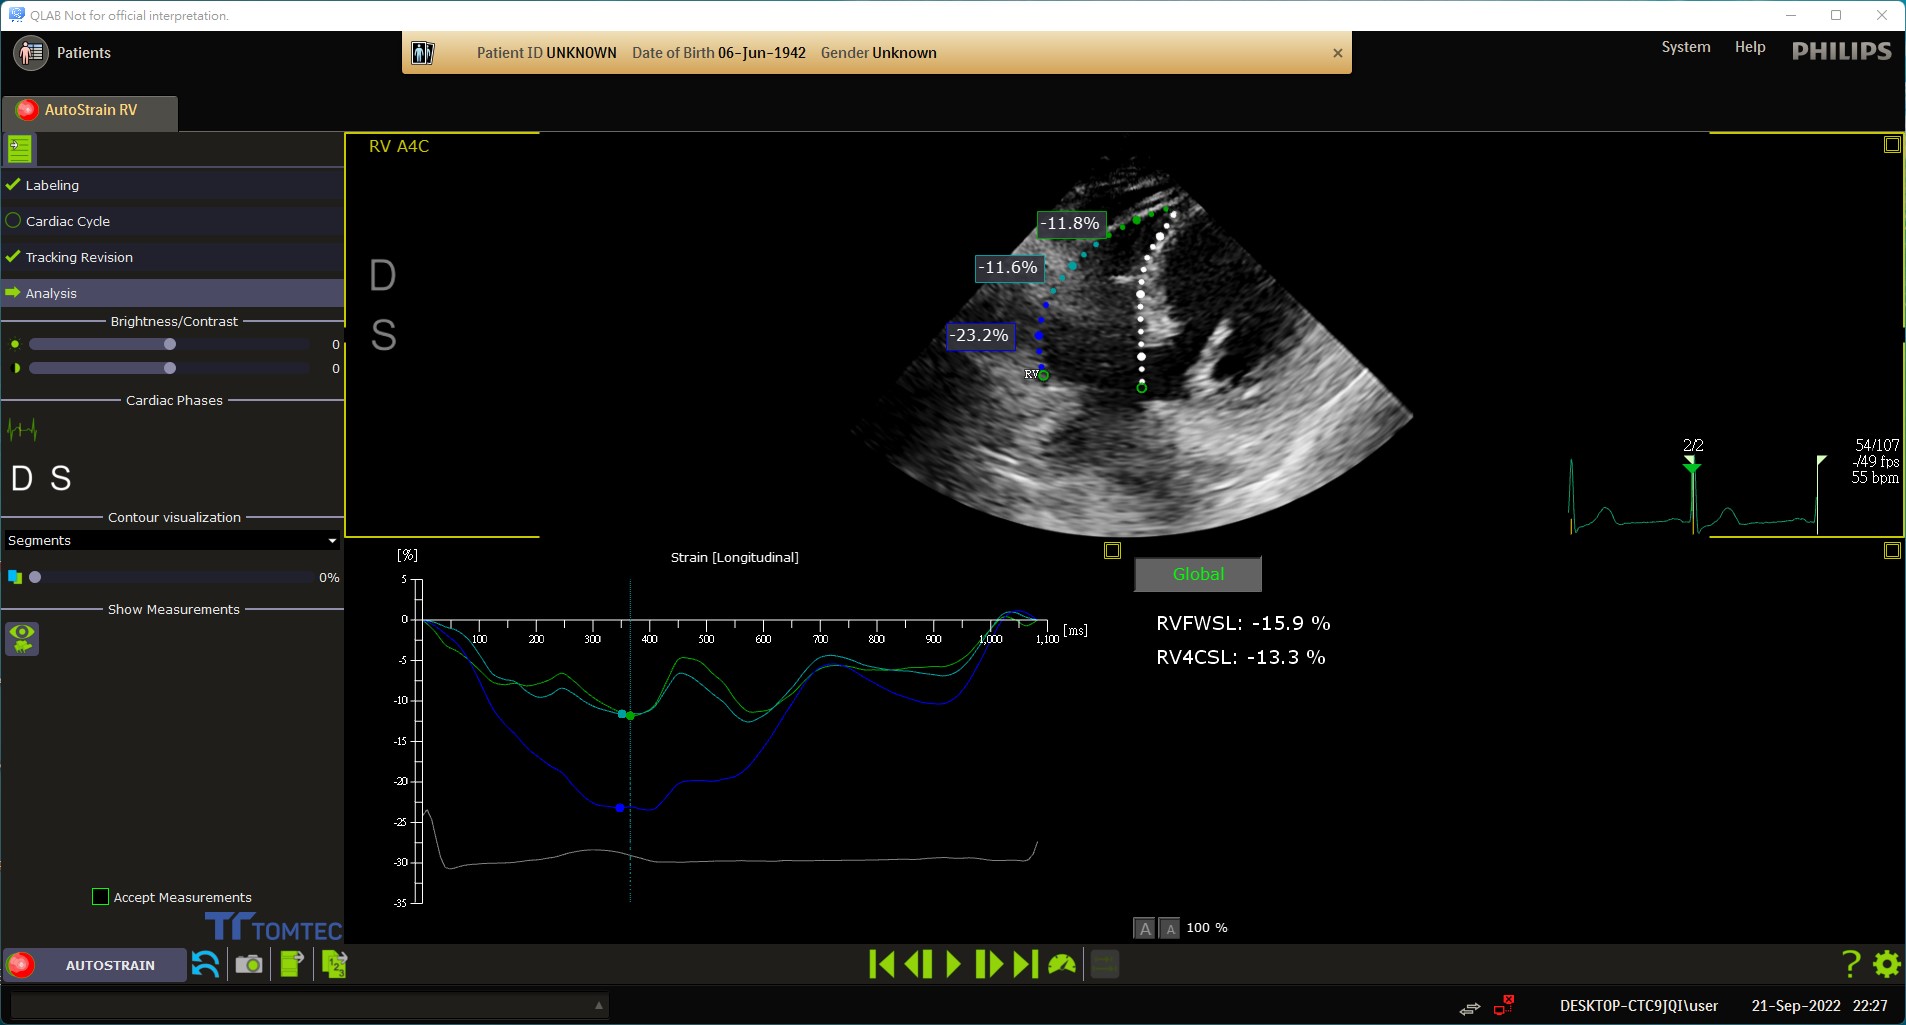 QLAB Not for official interpretation.
Patients
Patient ID UNKNOWN Date of Birth 06-Jun-1942 Gender Unknown
System Help PHILIPS
AutoStrain RV
Labeling
Cardiac Cycle
Tracking Revision
Analysis
Brightness/Contrast
0
0
Cardiac Phases
D S
Contour visualization
Segments
0%
Show Measurements
Accept Measurements
TOMTEC
RV A4C
D
S
-11.8%
-11.6%
-23.2%
RV
2/2
54/107
-/49 fps
55 bpm
Strain [Longitudinal]
[%]
5
0
-5
-10
-15
-20
-25
-30
-35
100 200 300 400 500 600 700 800 900 1,000 1,100 [ms]
Global
RVFWSL: -15.9 %
RV4CSL: -13.3 %
A A 100 %
AUTOSTRAIN
1 2 3
?
DESKTOP-CTC9JQI\user 21-Sep-2022 22:27